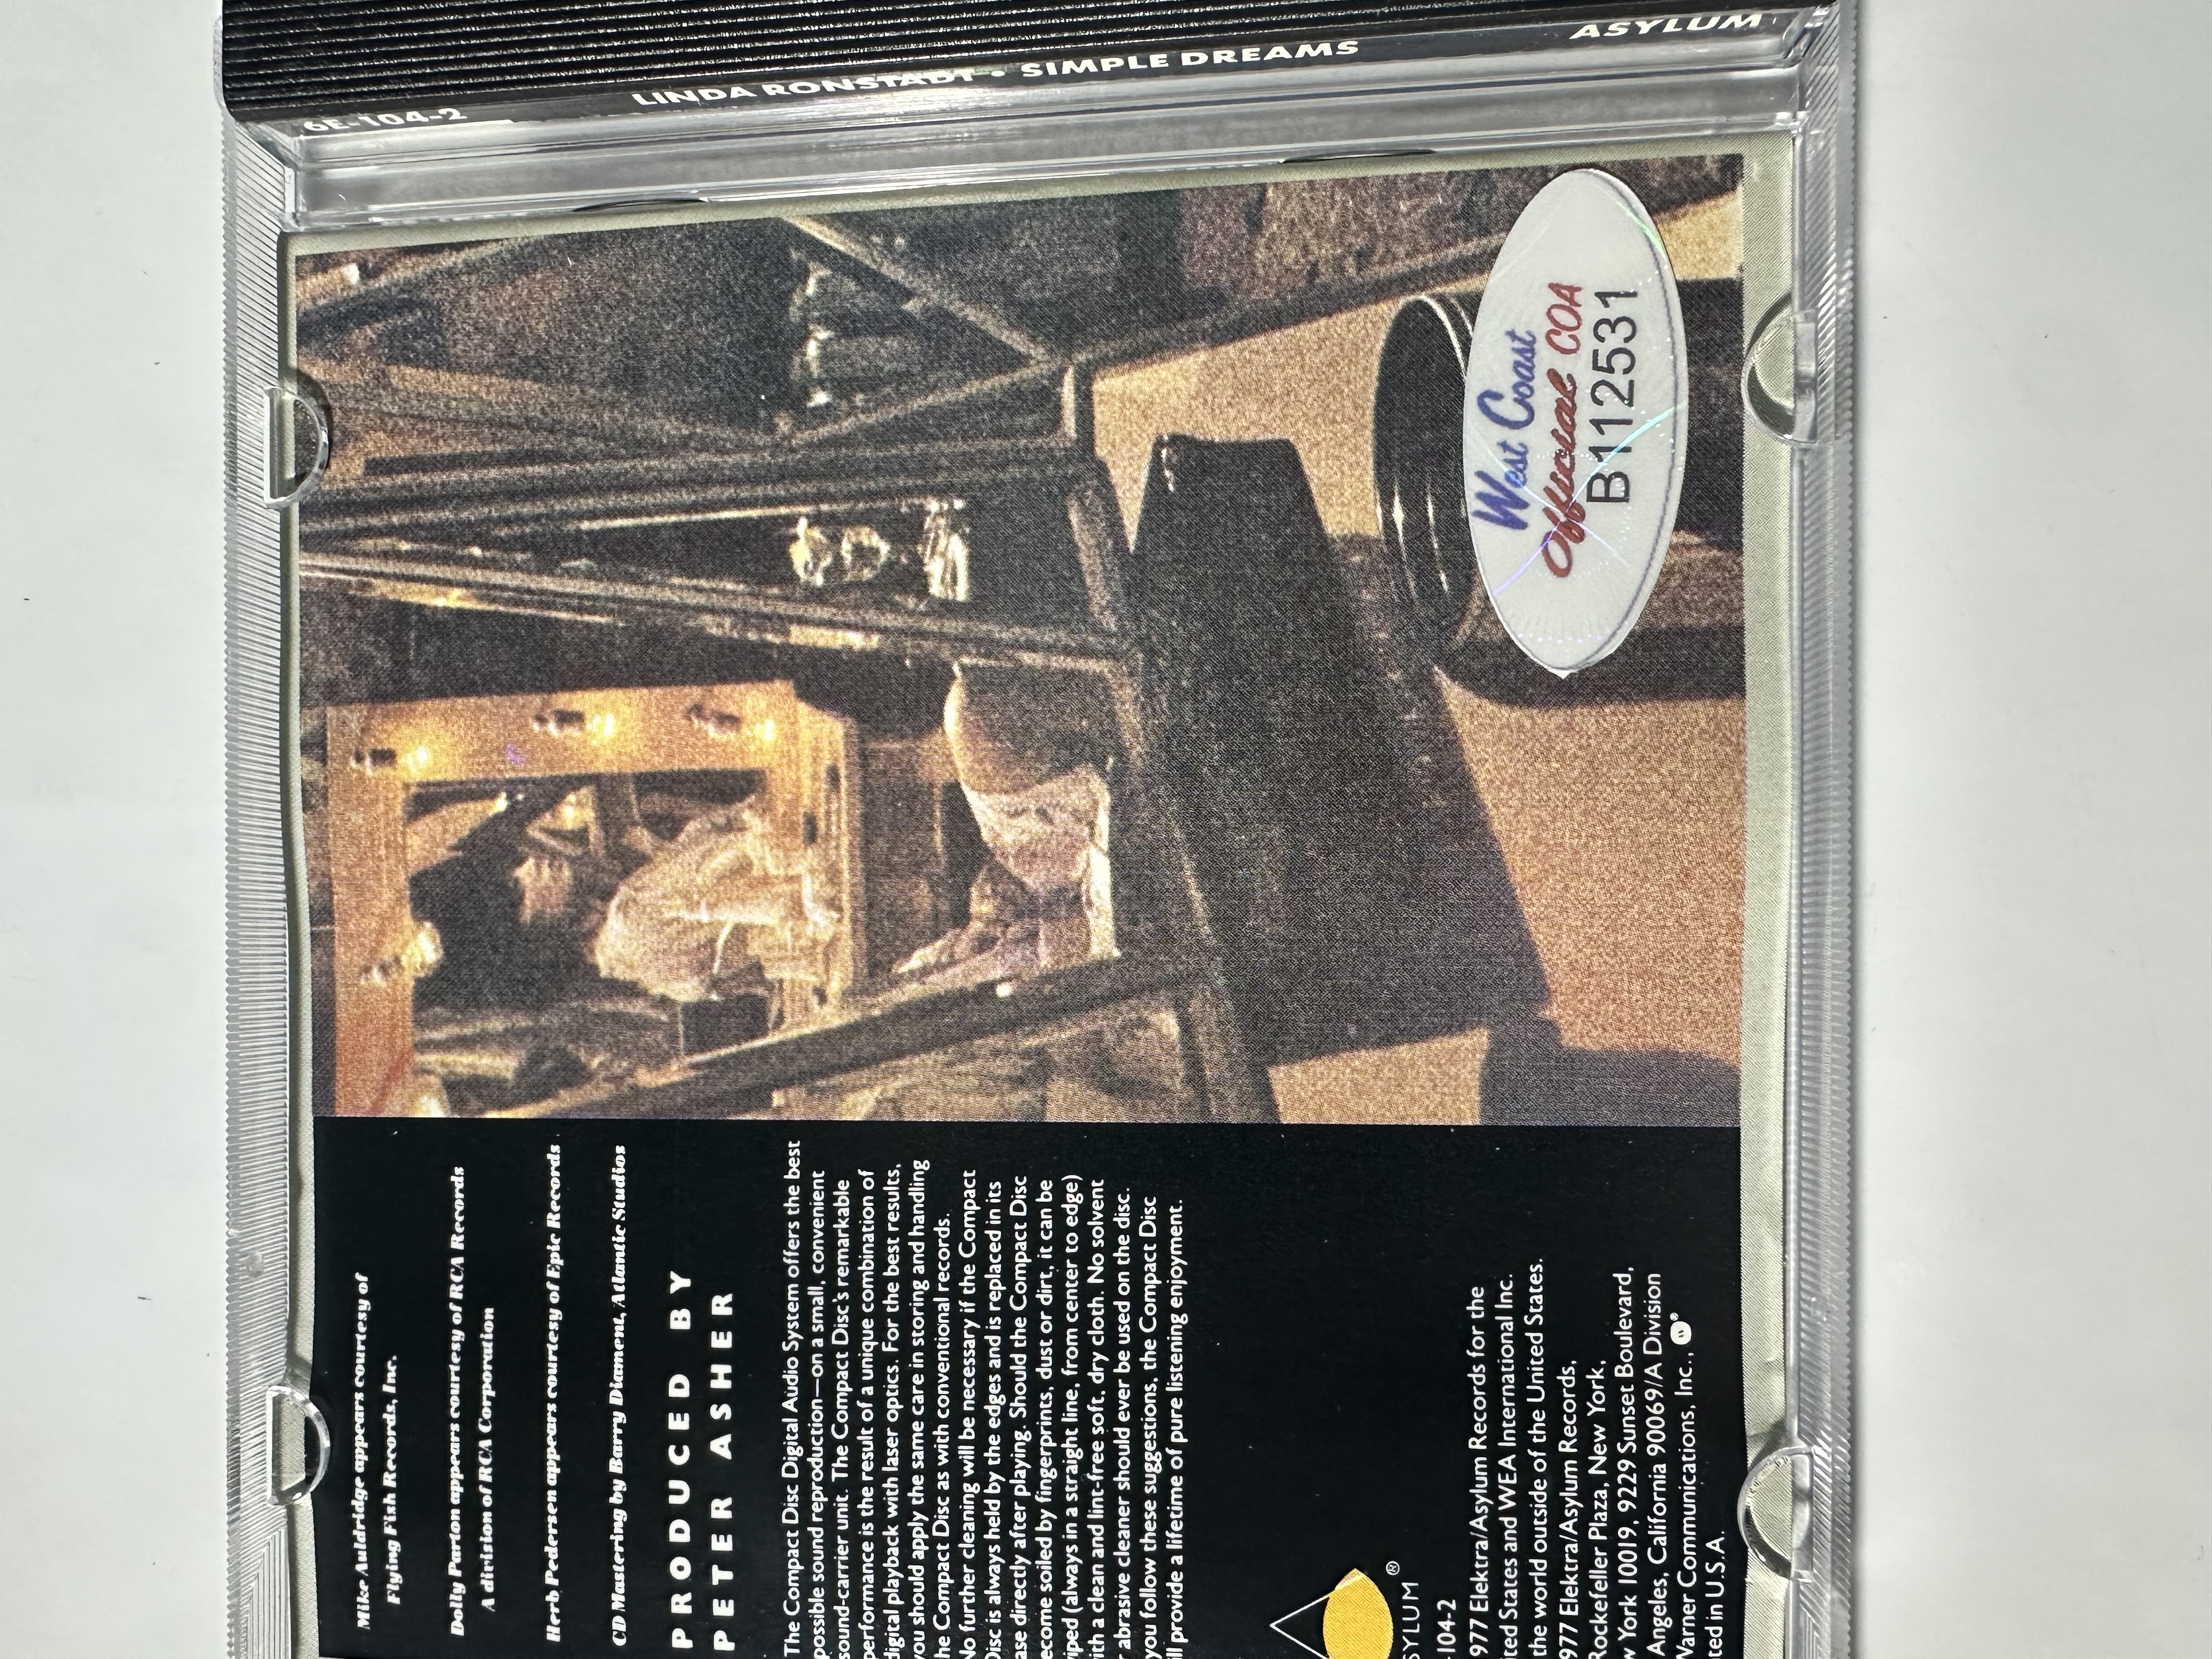 6E-104-2
LINDA RONSTADT • SIMPLE DREAMS
ASYLUM
West Coast
Official COA
B112531
Mike Auldridge appears courtesy of
Flying Fish Records, Inc.
Dolly Parton appears courtesy of RCA Records
A division of RCA Corporation
Herb Pedersen appears courtesy of Epic Records
CD Mastering by Barry Diament, Atlantic Studios
PRODUCED BY
PETER ASHER
The Compact Disc Digital Audio System offers the best
possible sound reproduction—on a small, convenient
sound-carrier unit. The Compact Disc's remarkable
performance is the result of a unique combination of
digital playback with laser optics. For the best results,
you should apply the same care in storing and handling
he Compact Disc as with conventional records.
No further cleaning will be necessary if the Compact
Disc is always held by the edges and is replaced in its
ase directly after playing. Should the Compact Disc
ecome soiled by fingerprints, dust or dirt, it can be
iped (always in a straight line, from center to edge)
ith a clean and lint-free soft, dry cloth. No solvent
r abrasive cleaner should ever be used on the disc.
you follow these suggestions, the Compact Disc
ill provide a lifetime of pure listening enjoyment.
SYLUM ®
-104-2
977 Elektra/Asylum Records for the
ited States and WEA International Inc.
the world outside of the United States.
977 Elektra/Asylum Records,
Rockefeller Plaza, New York,
w York 10019, 9229 Sunset Boulevard,
Angeles, California 90069/A Division
Warner Communications, Inc.,
ted in U.S.A.